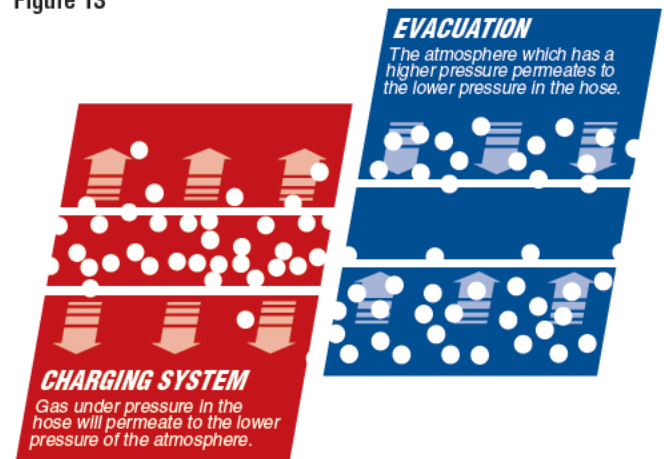 Figure 13
EVACUATION
The atmosphere which has a
higher pressure permeates to
the lower pressure in the hose.
CHARGING SYSTEM
Gas under pressure in the
hose will permeate to the lower
pressure of the atmosphere.